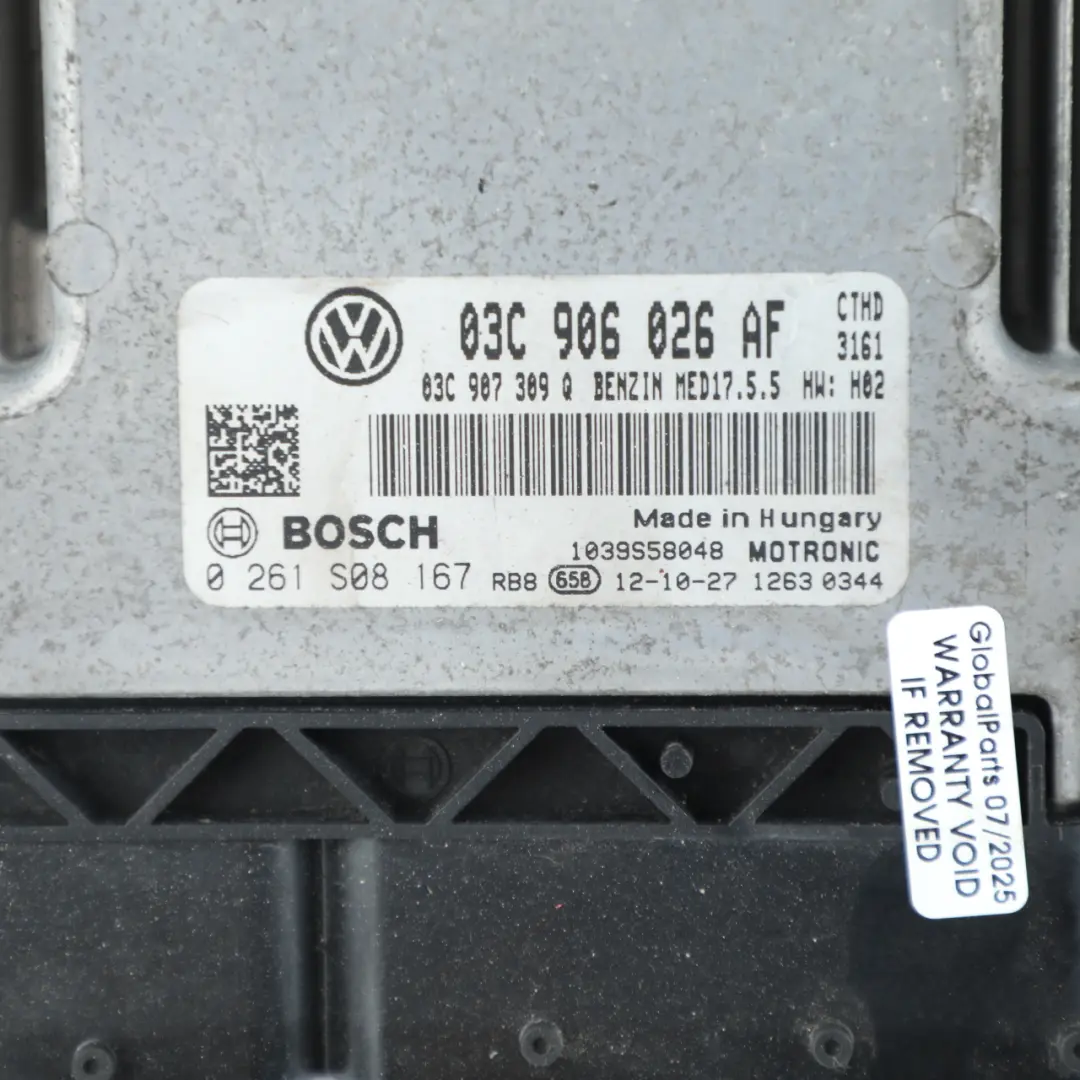 03C 906 026 AF
CTHD
3161
03C 907 309 Q BENZIN MED17.5.5 HW: H02
Made in Hungary
BOSCH
1039S58048 MOTRONIC
0 261 S08 167 RB8 658 12-10-27 1263 0344
GlobalParts 07/2025
WARRANTY VOID
IF REMOVED